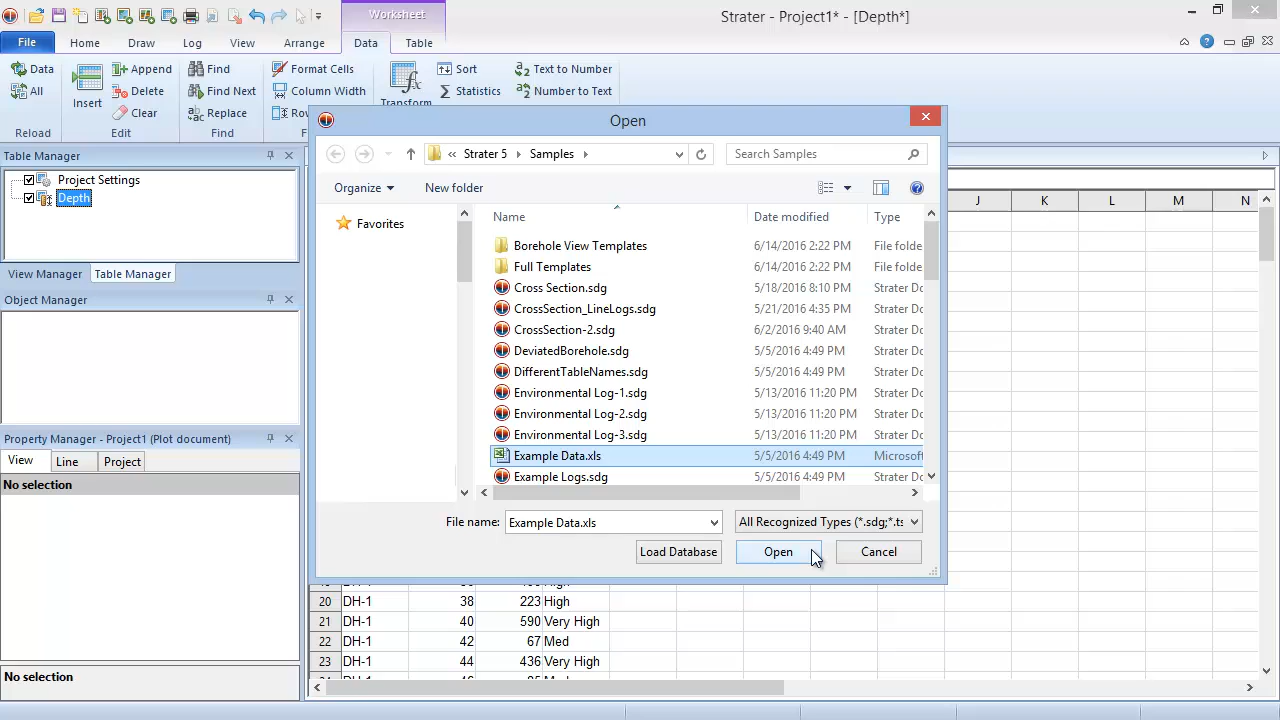 Worksheet
Strater - Project1* - [Depth*]
File Home Draw Log View Arrange Data Table
Data
All
Reload
Insert
Append
Delete
Clear
Edit
Find
Find Next
Replace
Find
Format Cells
Column Width
Transform
Sort
Statistics
Text to Number
Number to Text
Table Manager
Project Settings
Depth
View Manager Table Manager
Object Manager
Property Manager - Project1 (Plot document)
View Line Project
No selection
No selection
Open
« Strater 5 Samples
Search Samples
Organize New folder
Favorites
Name Date modified Type
Borehole View Templates 6/14/2016 2:22 PM File folde
Full Templates 6/14/2016 2:22 PM File folde
Cross Section.sdg 5/18/2016 8:10 PM Strater Do
CrossSection_LineLogs.sdg 5/21/2016 4:35 PM Strater Do
CrossSection-2.sdg 6/2/2016 9:40 AM Strater Do
DeviatedBorehole.sdg 5/5/2016 4:49 PM Strater Do
DifferentTableNames.sdg 5/5/2016 4:49 PM Strater Do
Environmental Log-1.sdg 5/13/2016 11:20 PM Strater Do
Environmental Log-2.sdg 5/13/2016 11:20 PM Strater Do
Environmental Log-3.sdg 5/13/2016 11:20 PM Strater Do
Example Data.xls 5/5/2016 4:49 PM Microsoft
Example Logs.sdg 5/5/2016 4:49 PM Strater Do
File name: Example Data.xls All Recognized Types (*.sdg;*.ts
Load Database Open Cancel
J K L M N
20 DH-1 38 223 High
21 DH-1 40 590 Very High
22 DH-1 42 67 Med
23 DH-1 44 436 Very High